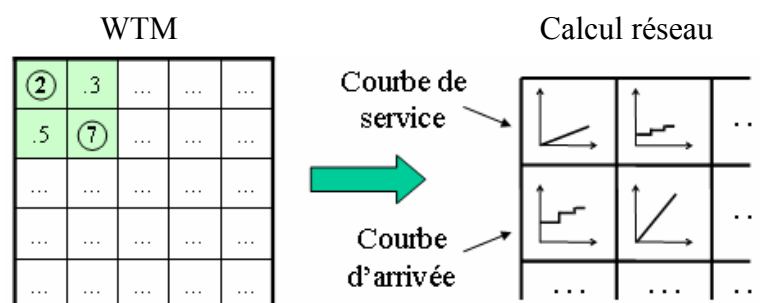 WTM
Calcul réseau
2 .3 ... ... ...
.5 7 ... ... ...
... ... ... ... ...
... ... ... ... ...
... ... ... ... ...
Courbe de
service
Courbe
d'arrivée
..
..
... ... ..